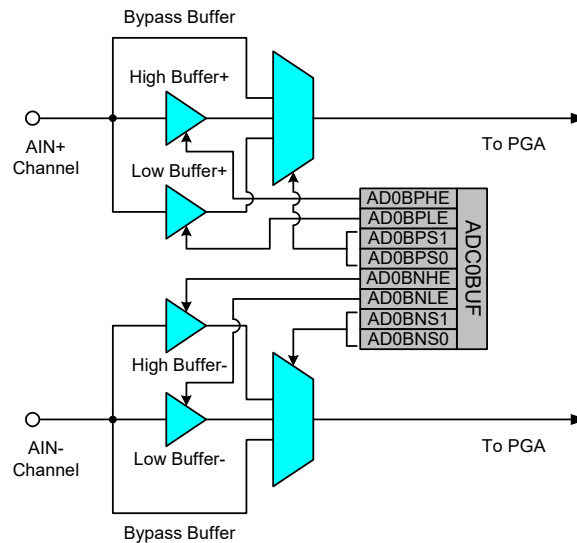 Bypass Buffer
High Buffer+
AIN+
Channel
To PGA
Low Buffer+
AD0BPHE
AD0BPLE
AD0BPS1
AD0BPS0
AD0BNHE
AD0BNLE
AD0BNS1
AD0BNS0
ADC0BUF
High Buffer-
AIN-
Channel
Low Buffer-
To PGA
Bypass Buffer